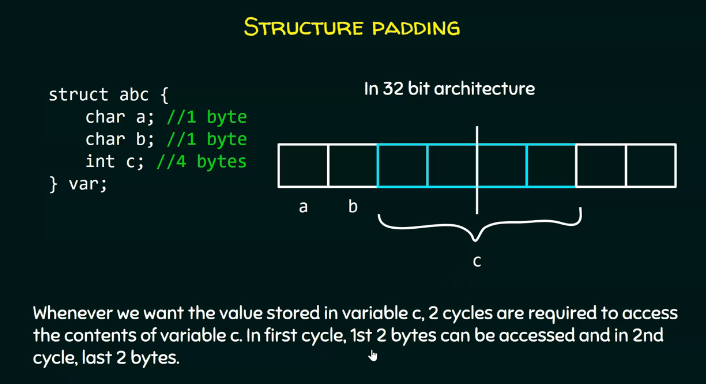 STRUCTURE PADDING
struct abc {
char a; //1 byte
char b; //1 byte
int c; //4 bytes
} var;
In 32 bit architecture
a b
c
Whenever we want the value stored in variable c, 2 cycles are required to access
the contents of variable c. In first cycle, 1st 2 bytes can be accessed and in 2nd
cycle, last 2 bytes.